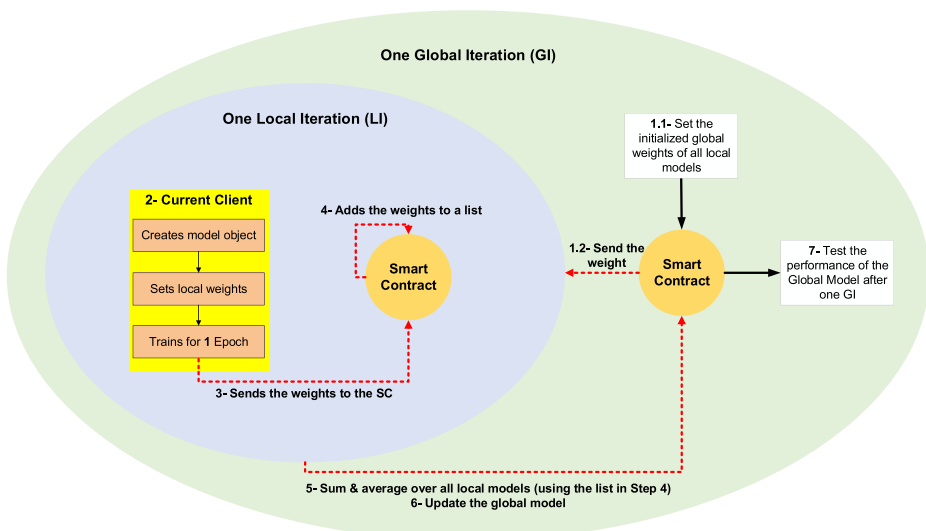 One Global Iteration (GI)
One Local Iteration (LI)
1.1- Set the
initialized global
weights of all local
models
2- Current Client
Creates model object
Sets local weights
Trains for 1 Epoch
4- Adds the weights to a list
Smart
Contract
3- Sends the weights to the SC
1.2- Send the
weight
Smart
Contract
7- Test the
performance of the
Global Model after
one GI
5- Sum & average over all local models (using the list in Step 4)
6- Update the global model